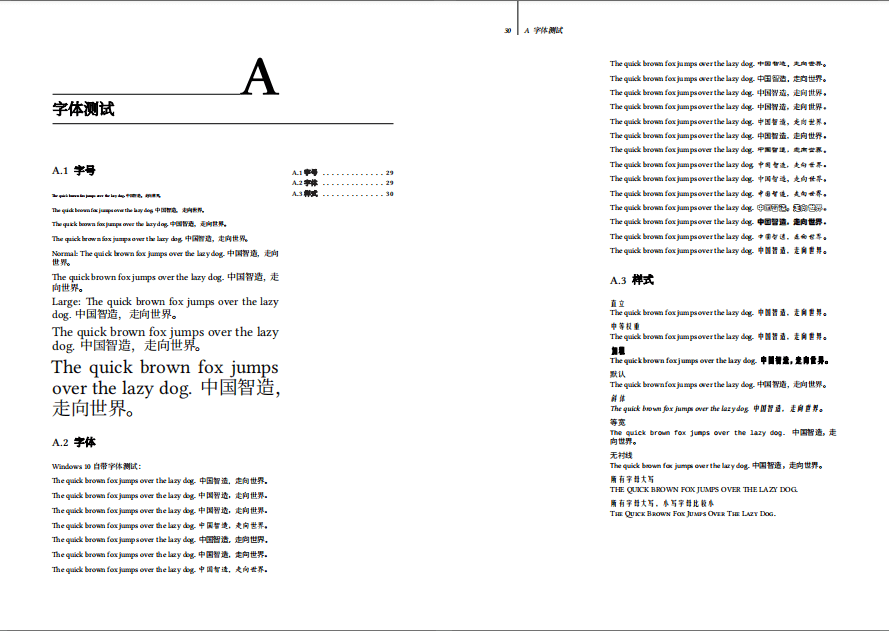 A
字体测试
A.1 字号
A.1 字号 . . . . . . . . . . . . . 29
A.2 字体 . . . . . . . . . . . . . 29
A.3 样式 . . . . . . . . . . . . . 30
The quick brown fox jumps over the lazy dog. 中国智造，走向世界。
The quick brown fox jumps over the lazy dog. 中国智造，走向世界。
The quick brown fox jumps over the lazy dog. 中国智造，走向世界。
The quick brown fox jumps over the lazy dog. 中国智造，走向世界。
Normal: The quick brown fox jumps over the lazy dog. 中国智造，走向
世界。
The quick brown fox jumps over the lazy dog. 中国智造，走
向世界。
Large: The quick brown fox jumps over the lazy
dog. 中国智造，走向世界。
The quick brown fox jumps over the lazy
dog. 中国智造，走向世界。
The quick brown fox jumps
over the lazy dog. 中国智造，
走向世界。
A.2 字体
Windows 10 自带字体测试：
The quick brown fox jumps over the lazy dog. 中国智造，走向世界。
The quick brown fox jumps over the lazy dog. 中国智造，走向世界。
The quick brown fox jumps over the lazy dog. 中国智造，走向世界。
The quick brown fox jumps over the lazy dog. 中国智造，走向世界。
The quick brown fox jumps over the lazy dog. 中国智造，走向世界。
The quick brown fox jumps over the lazy dog. 中国智造，走向世界。
The quick brown fox jumps over the lazy dog. 中国智造，走向世界。
30 A 字体测试
The quick brown fox jumps over the lazy dog. 中国智造，走向世界。
The quick brown fox jumps over the lazy dog. 中国智造，走向世界。
The quick brown fox jumps over the lazy dog. 中国智造，走向世界。
The quick brown fox jumps over the lazy dog. 中国智造，走向世界。
The quick brown fox jumps over the lazy dog. 中国智造，走向世界。
The quick brown fox jumps over the lazy dog. 中国智造，走向世界。
The quick brown fox jumps over the lazy dog. 中国智造，走向世界。
The quick brown fox jumps over the lazy dog. 中国智造，走向世界。
The quick brown fox jumps over the lazy dog. 中国智造，走向世界。
The quick brown fox jumps over the lazy dog. 中国智造，走向世界。
The quick brown fox jumps over the lazy dog. 中国智造，走向世界。
The quick brown fox jumps over the lazy dog. 中国智造，走向世界。
The quick brown fox jumps over the lazy dog. 中国智造，走向世界。
The quick brown fox jumps over the lazy dog. 中国智造，走向世界。
A.3 样式
直立
The quick brown fox jumps over the lazy dog. 中国智造，走向世界。
中等权重
The quick brown fox jumps over the lazy dog. 中国智造，走向世界。
加粗
The quick brown fox jumps over the lazy dog. 中国智造，走向世界。
默认
The quick brown fox jumps over the lazy dog. 中国智造，走向世界。
斜体
The quick brown fox jumps over the lazy dog. 中国智造，走向世界。
等宽
The quick brown fox jumps over the lazy dog. 中国智造，走
向世界。
无衬线
The quick brown fox jumps over the lazy dog. 中国智造，走向世界。
所有字母大写
THE QUICK BROWN FOX JUMPS OVER THE LAZY DOG.
所有字母大写，小写字母比较小
The Quick Brown Fox Jumps Over The Lazy Dog.